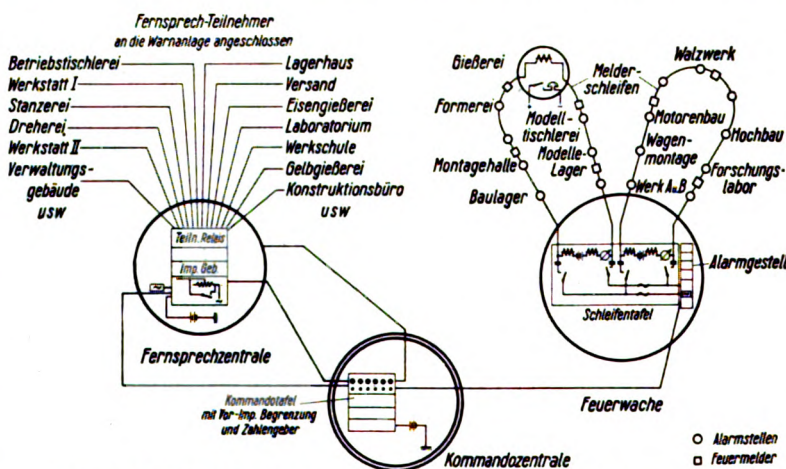 Fernsprech-Teilnehmer
an die Warnanlage angeschlossen
Betriebstischlerei
Werkstatt I
Stanzerei
Dreherei
Werkstatt II
Verwaltungs-
gebäude
usw
Lagerhaus
Versand
Eisengießerei
Laboratorium
Werkschule
Gelbgießerei
Konstruktionsbüro
usw
Teiln. Relais
Imp. Geb.
Fernsprechzentrale
Gießerei
Formerei
Montagehalle
Baulager
Melder-
schleifen
Modell-
tischlerei
Modelle-
Lager
Walzwerk
Motorenbau
Wagen-
montage
Werk A u. B
Hochbau
Forschungs-
labor
Alarmgestell
Schleifentafel
Feuerwache
Kommandotafel
mit Vor-Imp. Begrenzung
und Zahlengeber
Kommandozentrale
Alarmstellen
Feuermelder